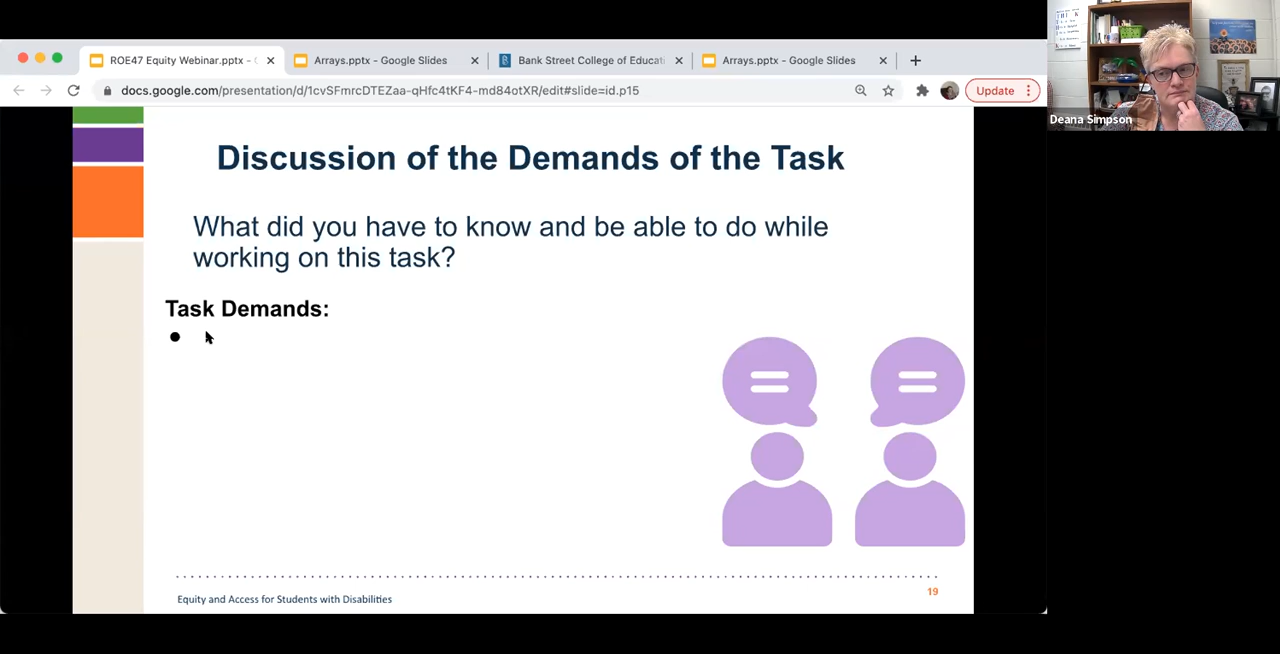 ROE47 Equity Webinar.pptx -
Arrays.pptx - Google Slides
Bank Street College of Educati
Arrays.pptx - Google Slides
docs.google.com/presentation/d/1cvSFmrcDTEZaa-qHfc4tKF4-md84otXR/edit#slide=id.p15
Update
Deana Simpson
Discussion of the Demands of the Task
What did you have to know and be able to do while
working on this task?
Task Demands:
Equity and Access for Students with Disabilities
19